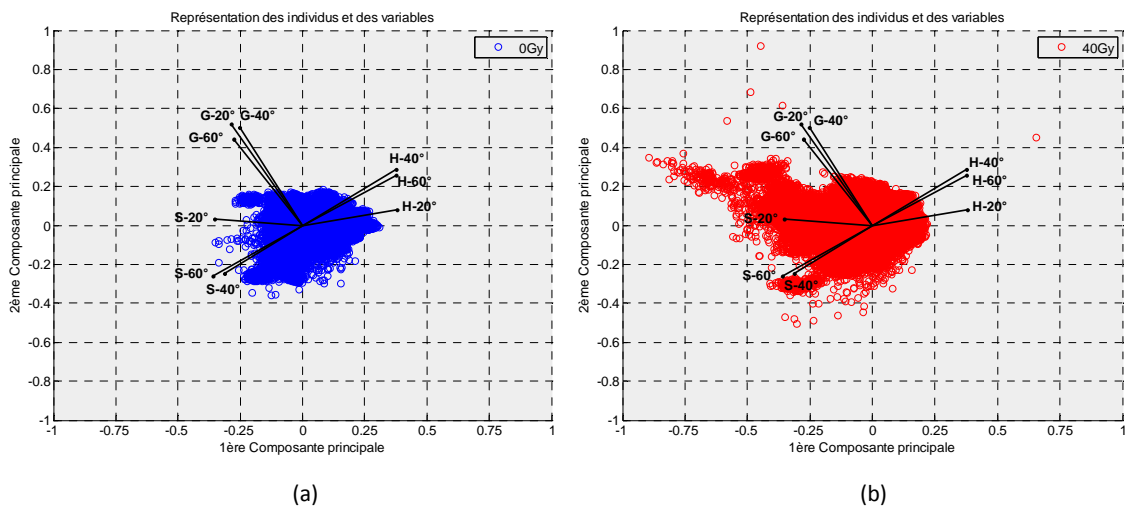 Représentation des individus et des variables
0Gy
1
0.8
0.6
0.4
0.2
0
-0.2
-0.4
-0.6
-0.8
-1
2ème Composante principale
G-20° G-40°
G-60°
H-40°
H-60°
H-20°
S-20°
S-60°
S-40°
-1 -0.75 -0.5 -0.25 0 0.25 0.5 0.75 1
1ère Composante principale
(a)
Représentation des individus et des variables
40Gy
1
0.8
0.6
0.4
0.2
0
-0.2
-0.4
-0.6
-0.8
-1
2ème Composante principale
G-20° G-40°
G-60°
H-40°
H-60°
H-20°
S-20°
S-60°
S-40°
-1 -0.75 -0.5 -0.25 0 0.25 0.5 0.75 1
1ère Composante principale
(b)